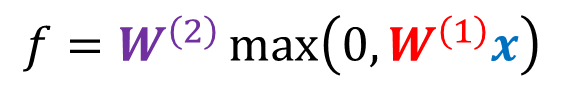 f = W⁽²⁾ max(0, W⁽¹⁾x)